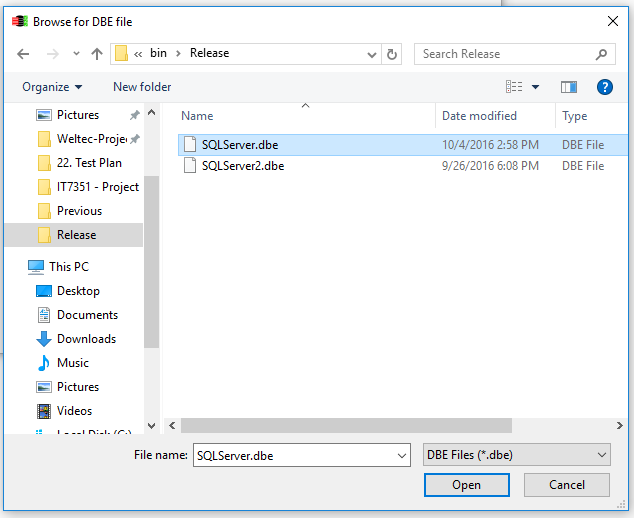 Browse for DBE file
« bin > Release
Search Release
Organize
New folder
Name
Date modified
Type
Pictures
Weltec-Projec
22. Test Plan
IT7351 - Project
Previous
Release
This PC
Desktop
Documents
Downloads
Music
Pictures
Videos
Local Disk (C:)
SQLServer.dbe 10/4/2016 2:58 PM DBE File
SQLServer2.dbe 9/26/2016 6:08 PM DBE File
File name: SQLServer.dbe
DBE Files (*.dbe)
Open
Cancel